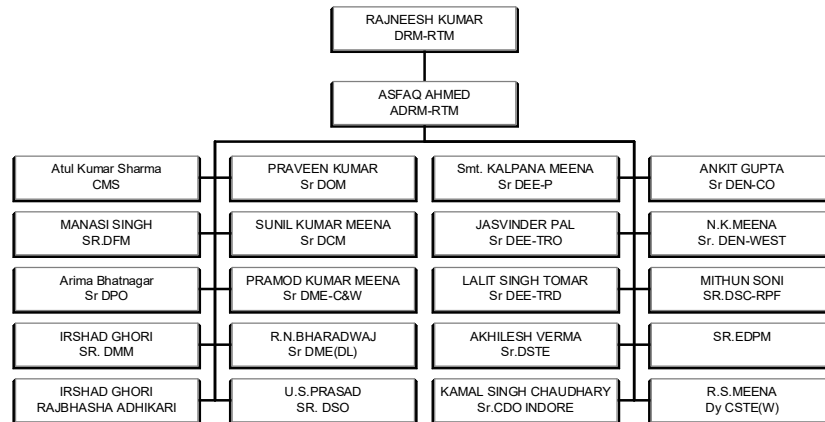 RAJNEESH KUMAR
DRM-RTM
ASFAQ AHMED
ADRM-RTM
Atul Kumar Sharma
CMS
PRAVEEN KUMAR
Sr DOM
Smt. KALPANA MEENA
Sr DEE-P
ANKIT GUPTA
Sr DEN-CO
MANASI SINGH
SR.DFM
SUNIL KUMAR MEENA
Sr DCM
JASVINDER PAL
Sr DEE-TRO
N.K.MEENA
Sr. DEN-WEST
Arima Bhatnagar
Sr DPO
PRAMOD KUMAR MEENA
Sr DME-C&W
LALIT SINGH TOMAR
Sr DEE-TRD
MITHUN SONI
SR.DSC-RPF
IRSHAD GHORI
SR. DMM
R.N.BHARADWAJ
Sr DME(DL)
AKHILESH VERMA
Sr.DSTE
SR.EDPM
IRSHAD GHORI
RAJBHASHA ADHIKARI
U.S.PRASAD
SR. DSO
KAMAL SINGH CHAUDHARY
Sr.CDO INDORE
R.S.MEENA
Dy CSTE(W)